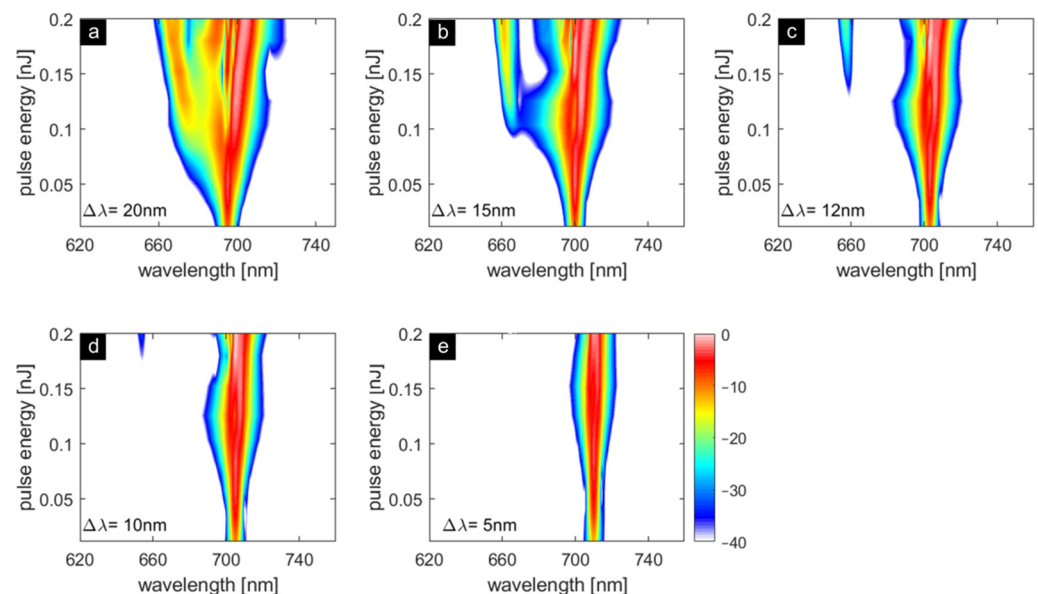 a
pulse energy [nJ]
0.2
0.15
0.1
0.05
Δλ= 20nm
620 660 700 740
wavelength [nm]
b
pulse energy [nJ]
0.2
0.15
0.1
0.05
Δλ= 15nm
620 660 700 740
wavelength [nm]
c
pulse energy [nJ]
0.2
0.15
0.1
0.05
Δλ= 12nm
620 660 700 740
wavelength [nm]
d
pulse energy [nJ]
0.2
0.15
0.1
0.05
Δλ= 10nm
620 660 700 740
wavelength [nm]
e
pulse energy [nJ]
0.2
0.15
0.1
0.05
Δλ= 5nm
620 660 700 740
wavelength [nm]
0
−10
−20
−30
−40